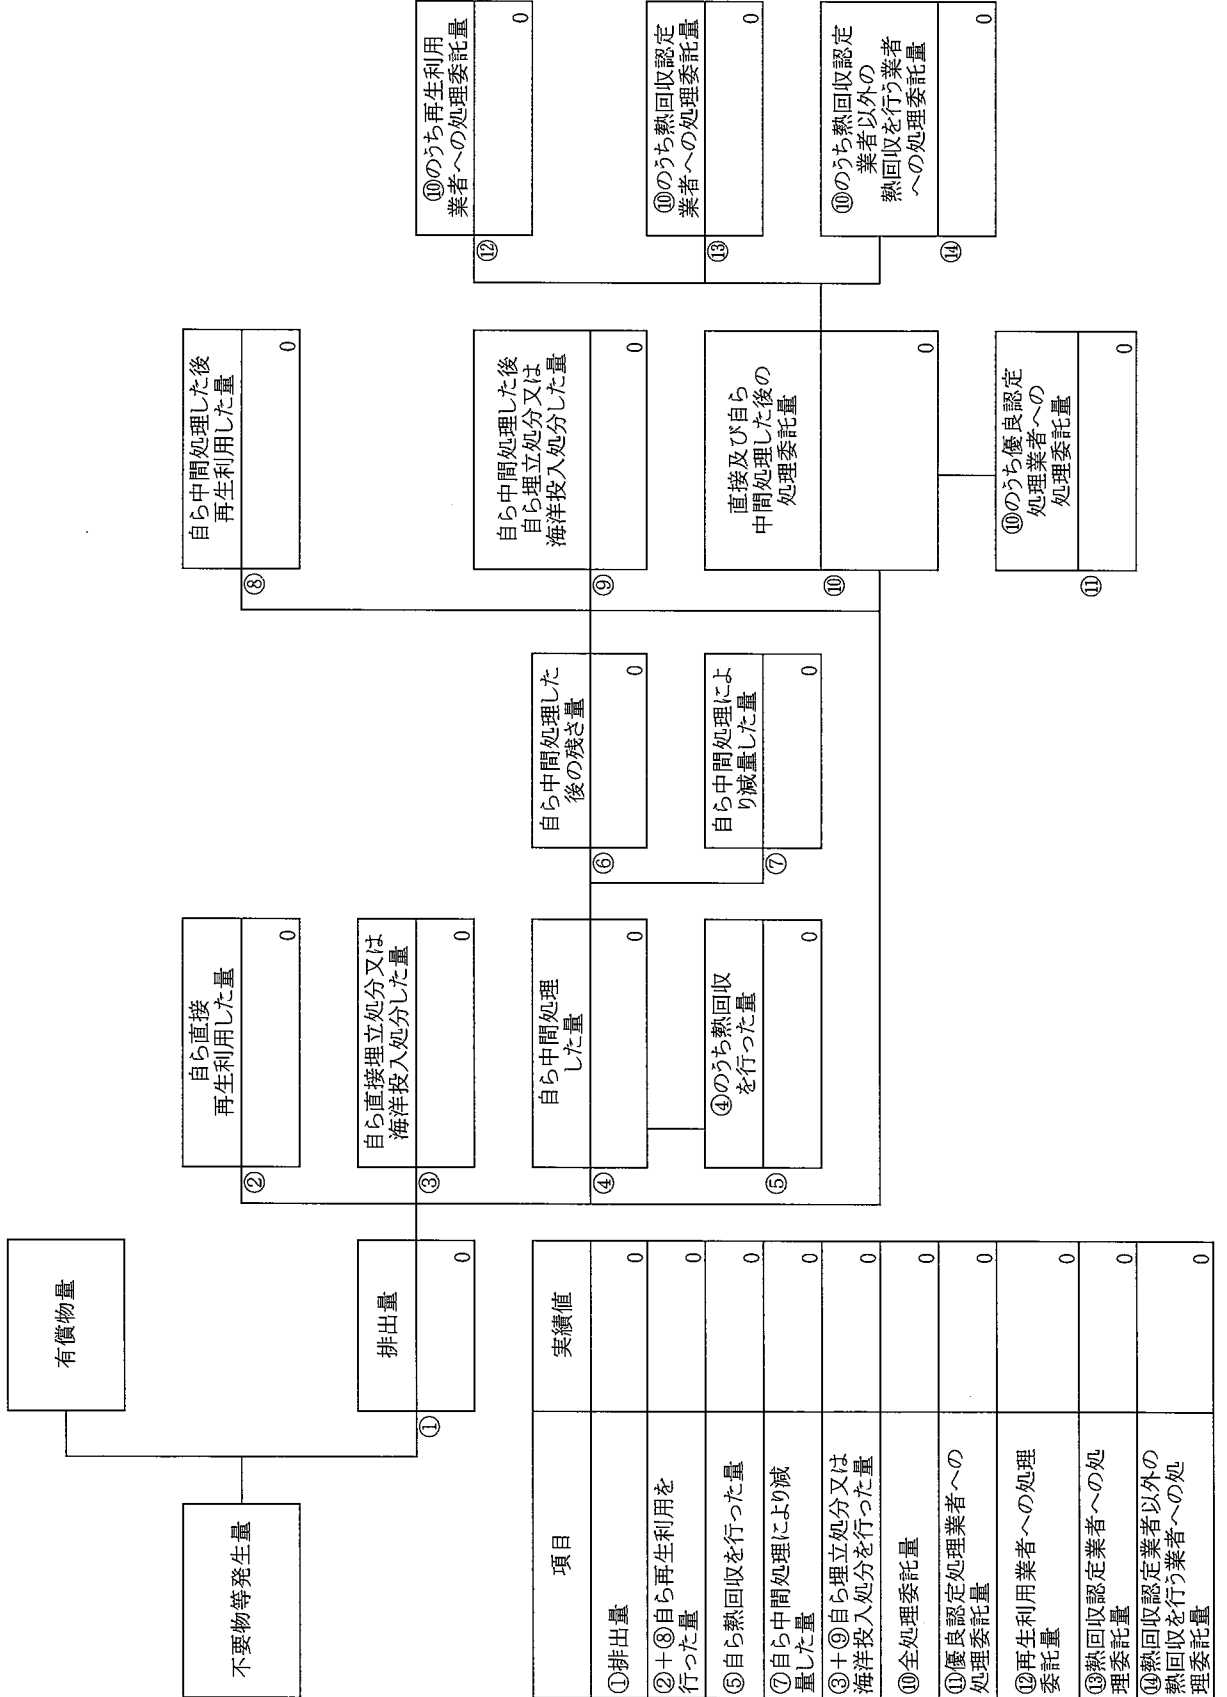 不要物等発生量
有償物量
①
排出量
0
②
自ら直接
再生利用した量
0
③
自ら直接埋立処分又は
海洋投入処分した量
0
④
自ら中間処理
した量
0
⑤
④のうち熱回収
を行った量
0
⑥
自ら中間処理した
後の残さ量
0
⑦
自ら中間処理によ
り減量した量
0
⑧
自ら中間処理した後
再生利用した量
0
⑨
自ら中間処理した後
自ら埋立処分又は
海洋投入処分した量
0
⑩
直接及び自ら
中間処理した後の
処理委託量
0
⑪
⑩のうち優良認定
処理業者への
処理委託量
0
⑫
⑩のうち再生利用
業者への処理委託量
0
⑬
⑩のうち熱回収認定
業者への処理委託量
0
⑭
⑩のうち熱回収認定
業者以外の
熱回収を行う業者
への処理委託量
0
項目
実績値
①排出量
0
②＋⑧自ら再生利用を
行った量
0
⑤自ら熱回収を行った量
0
⑦自ら中間処理により減
量した量
0
③＋⑨自ら埋立処分又は
海洋投入処分を行った量
0
⑩全処理委託量
0
⑪優良認定処理業者への
処理委託量
0
⑫再生利用業者への処理
委託量
0
⑬熱回収認定業者への処
理委託量
0
⑭熱回収認定業者以外の
熱回収を行う業者への処
理委託量
0